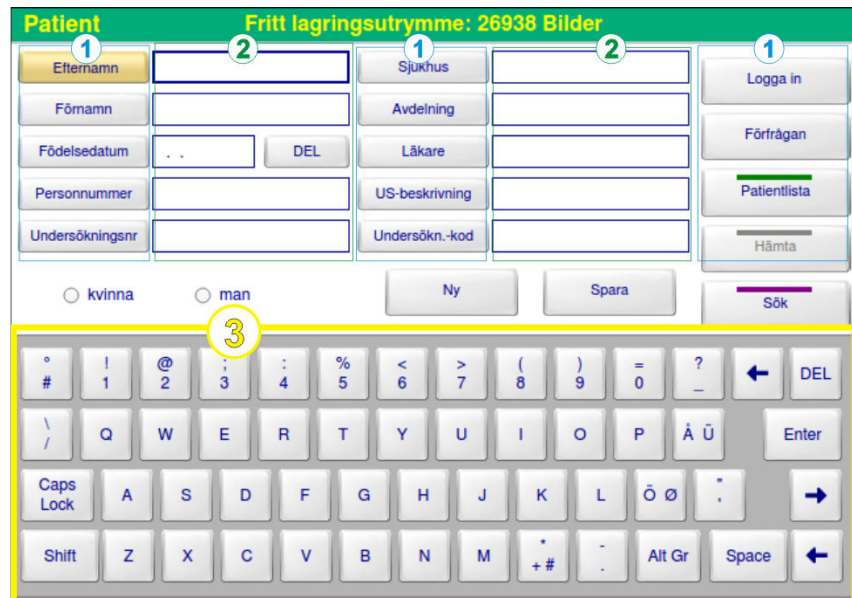 Patient Fritt lagringsutrymme: 26938 Bilder
1 2 1 2 1
Efternamn Sjukhus Logga in
Förnamn Avdelning Förfrågan
Födelsedatum . . DEL Läkare
Personnummer US-beskrivning Patientlista
Undersökningsnr Undersökn.-kod Hämta
kvinna man Ny Spara Sök
3
° ! @ ; : % < > ( ) = ?
# 1 2 3 4 5 6 7 8 9 0 _ ← DEL
\ / Q W E R T Y U I O P Å Ü Enter
Caps Lock A S D F G H J K L Ö Ø " , →
Shift Z X C V B N M * + # - . Alt Gr Space ←